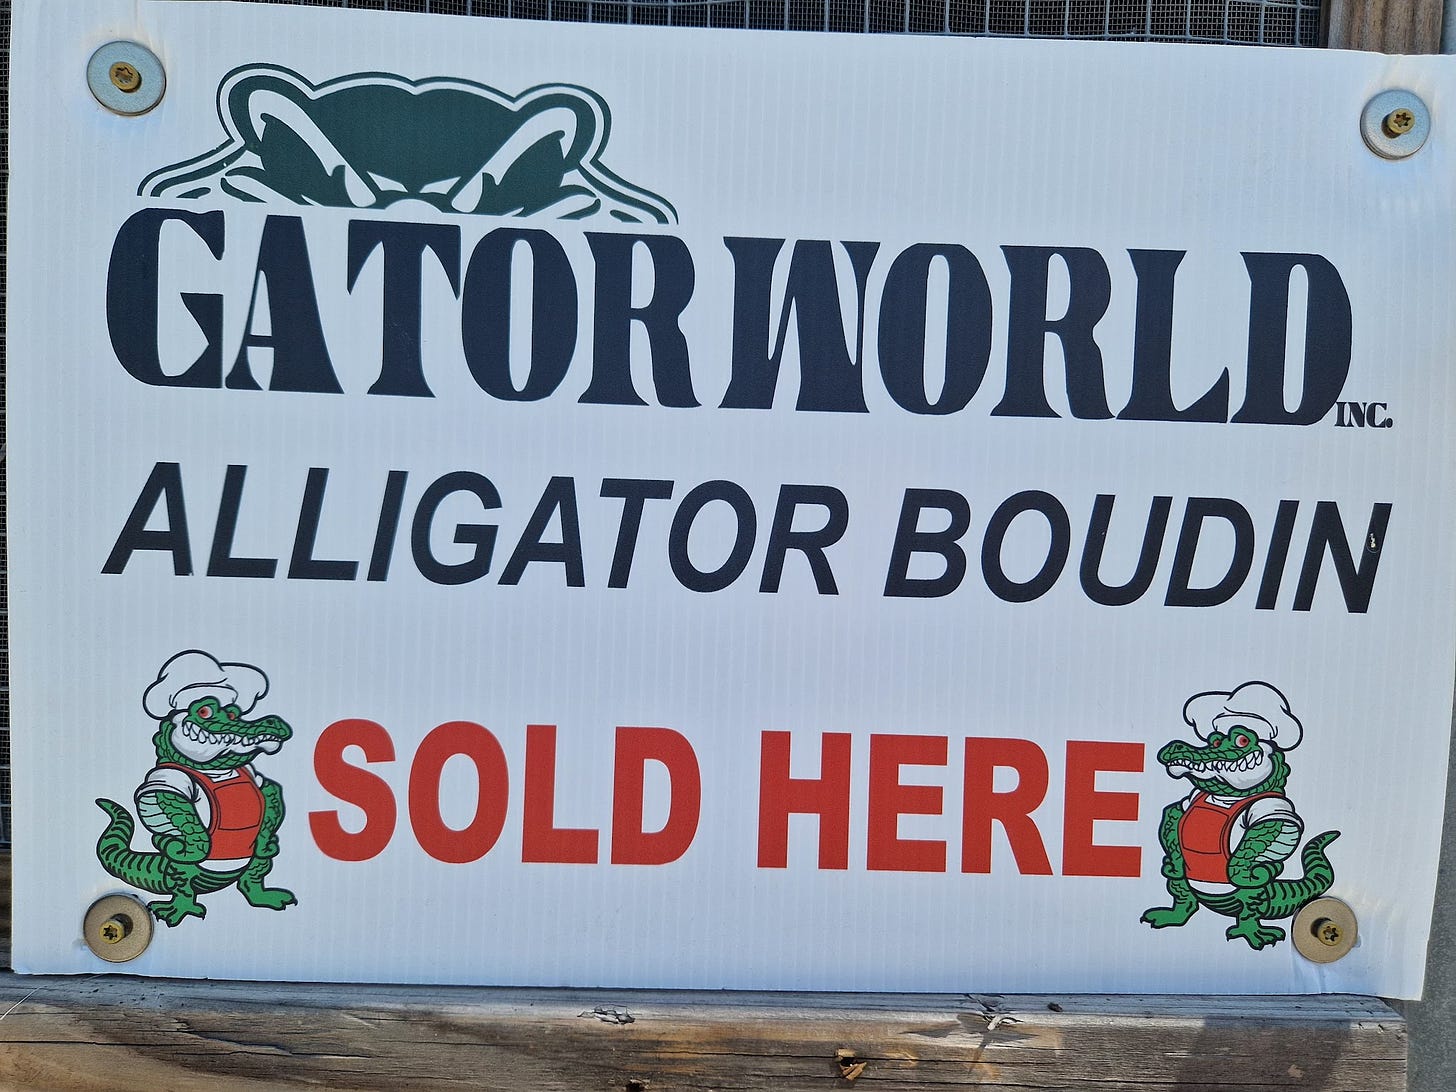 GATORWORLD INC.
ALLIGATOR BOUDIN
SOLD HERE